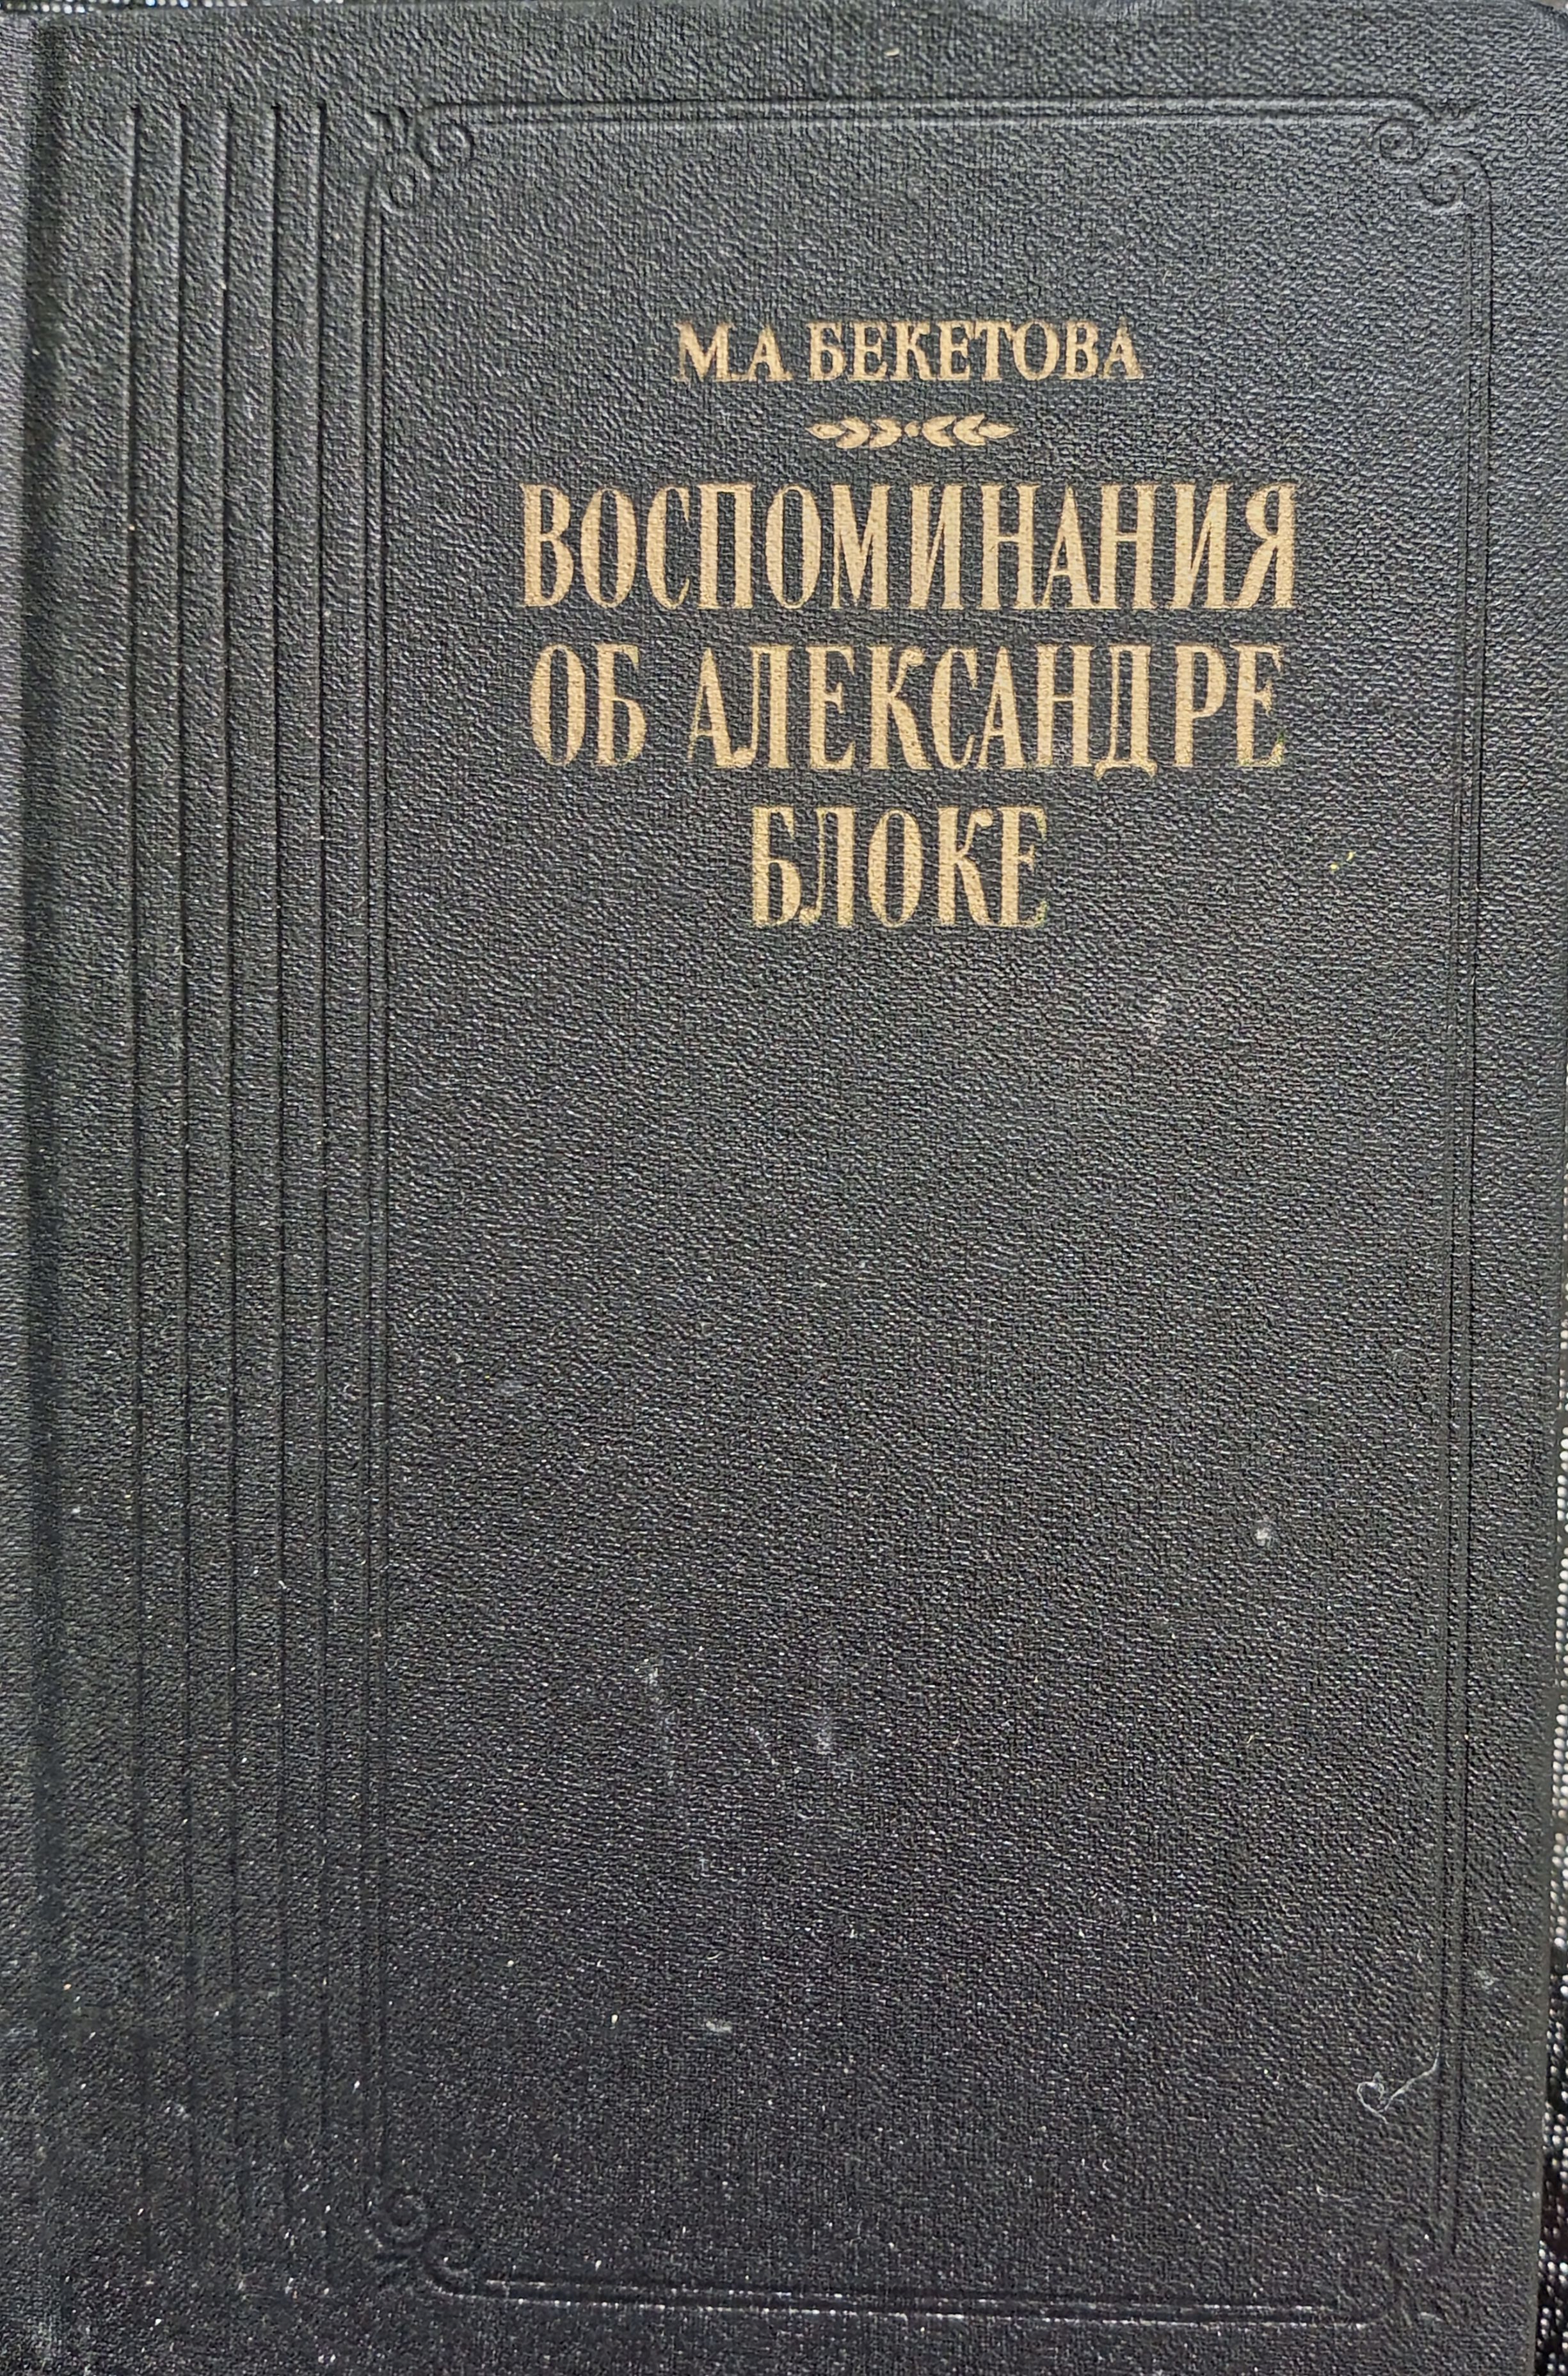 М.А БЕКЕТОВА
ВОСПОМИНАНИЯ
ОБ АЛЕКСАНДРЕ
БЛОКЕ